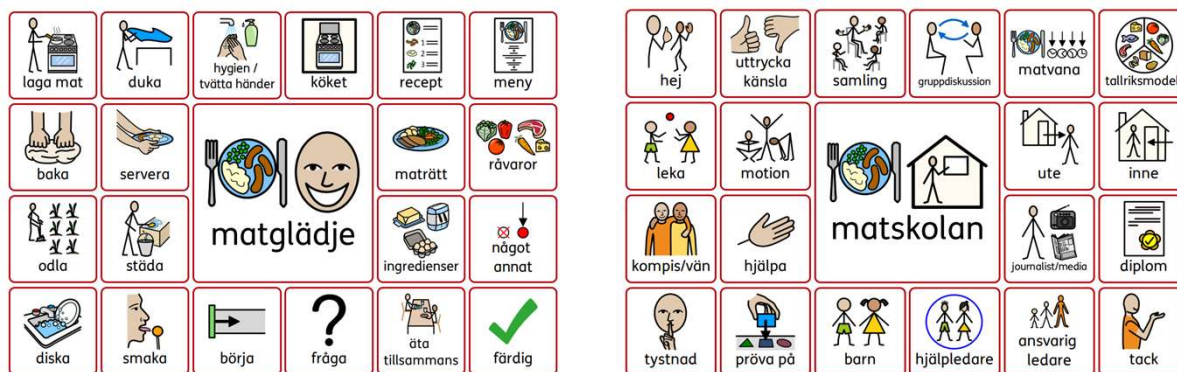 laga mat
duka
hygien /
tvätta händer
köket
recept
meny
baka
servera
matglädje
maträtt
råvaror
odla
städa
ingredienser
något
annat
diska
smaka
börja
?
fråga
äta
tillsammans
färdig
hej
uttrycka
känsla
samling
gruppdiskussion
matvana
tallriksmodel
leka
motion
matskolan
ute
inne
kompis/vän
hjälpa
journalist/media
diplom
tystnad
pröva på
barn
hjälpledare
ansvarig
ledare
tack